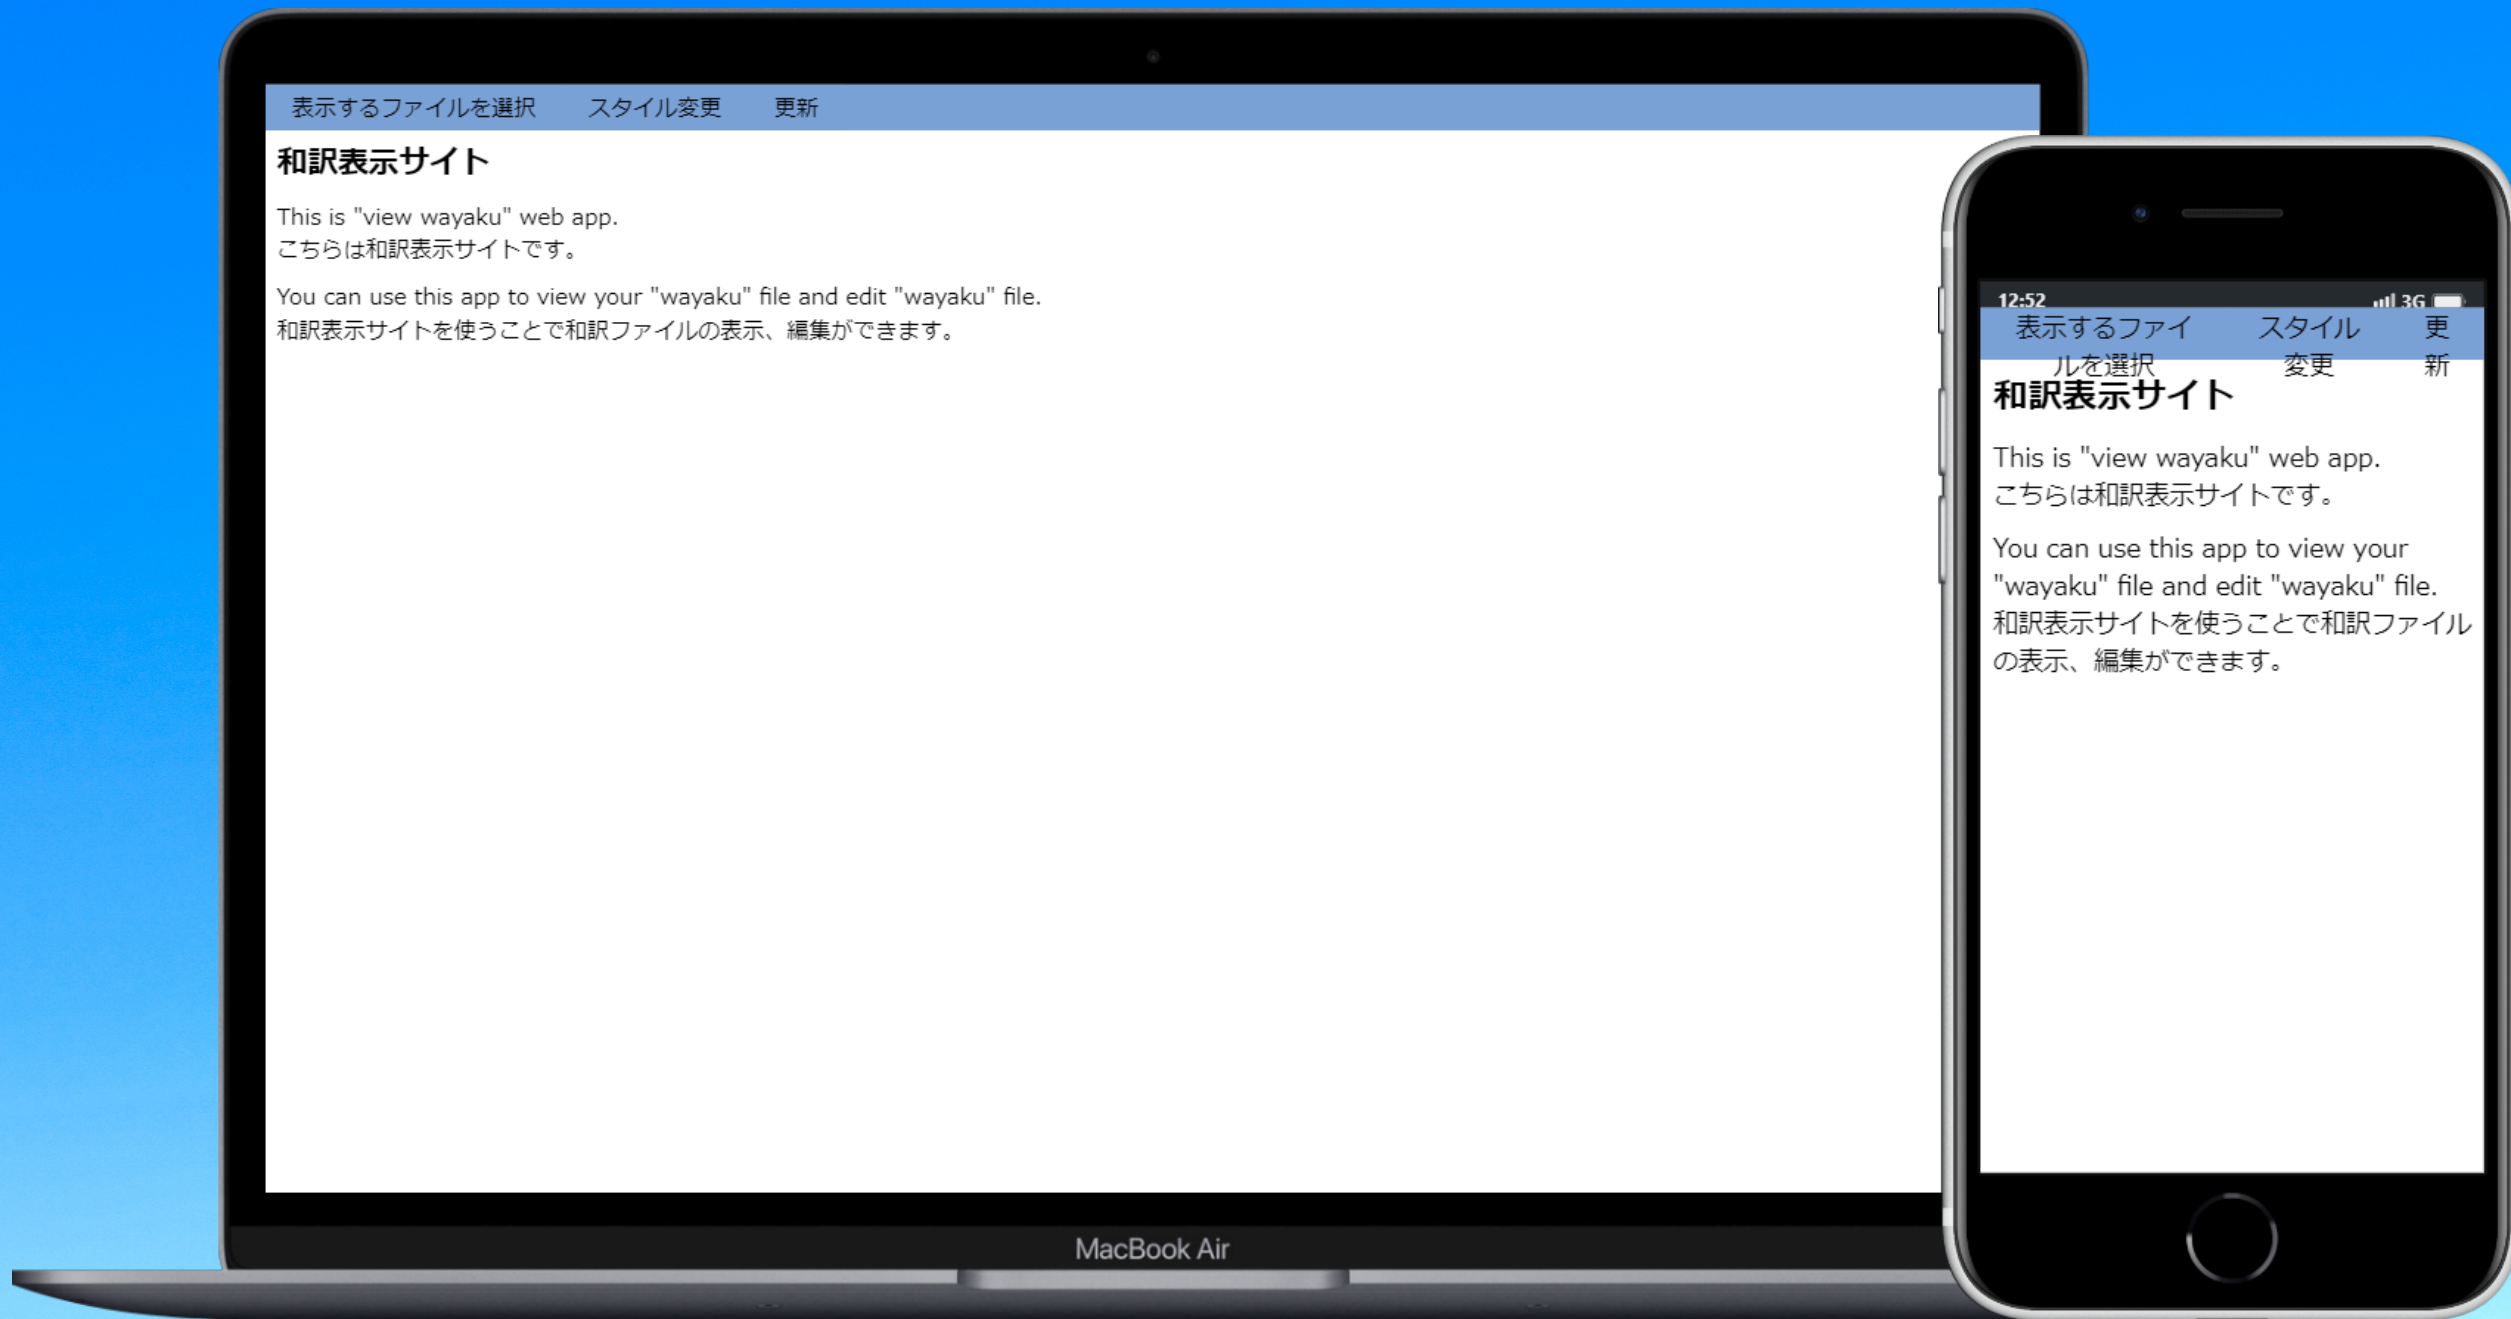 表示するファイルを選択 スタイル変更 更新
和訳表示サイト
This is "view wayaku" web app.
こちらは和訳表示サイトです。
You can use this app to view your "wayaku" file and edit "wayaku" file.
和訳表示サイトを使うことで和訳ファイルの表示、編集ができます。
MacBook Air
12:52 3G
表示するファイ スタイル 更
ルを選択 変更 新
和訳表示サイト
This is "view wayaku" web app.
こちらは和訳表示サイトです。
You can use this app to view your
"wayaku" file and edit "wayaku" file.
和訳表示サイトを使うことで和訳ファイル
の表示、編集ができます。